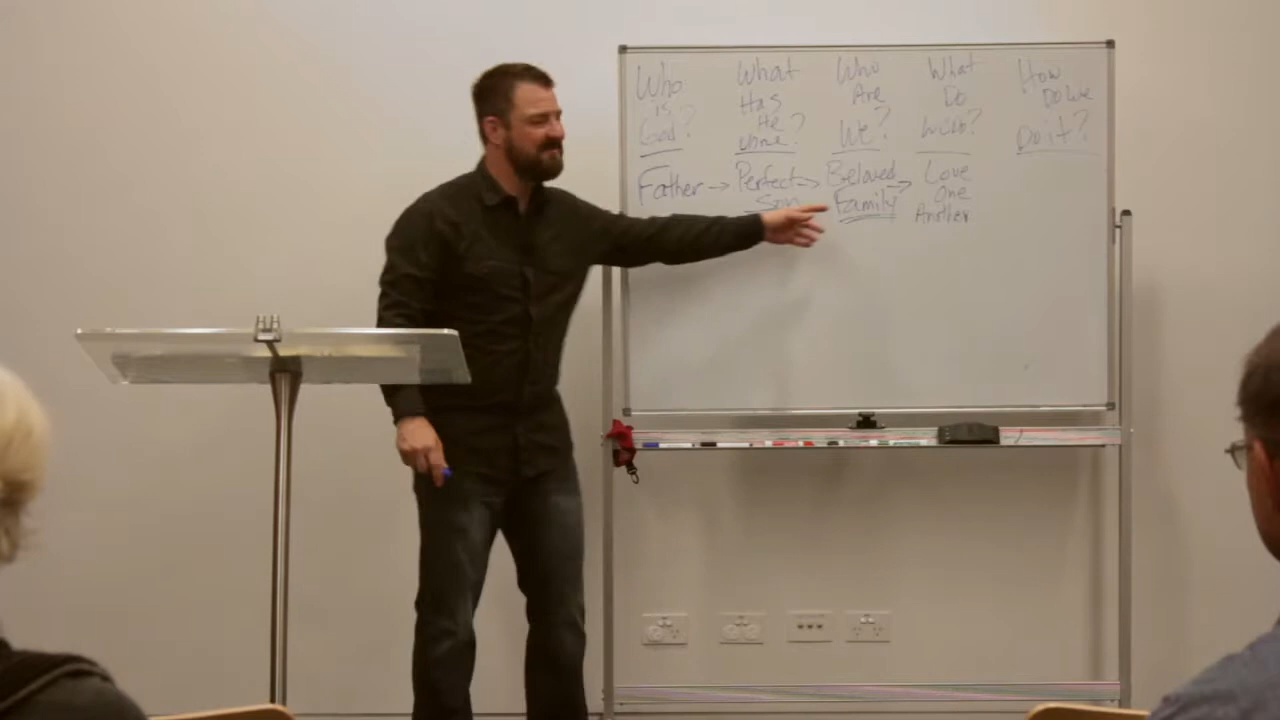 Who
is
God?
What
Has
He
done?
Who
Are
We?
What
Do
We Do?
How
Do We
Do it?
Father →
Perfect →
Son
Beloved →
Family
Love
One
Another